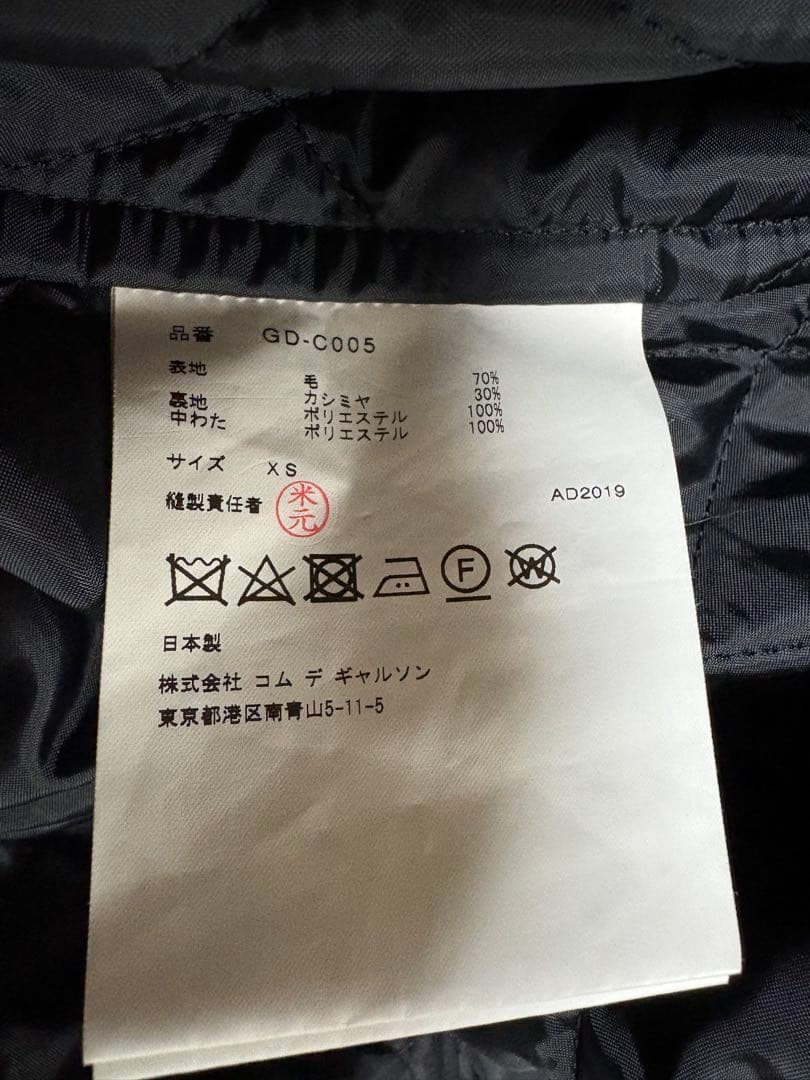 品番 GD-C005
表地 毛 70%
カシミヤ 30%
裏地 ポリエステル 100%
中わた ポリエステル 100%
サイズ XS
縫製責任者 米元 AD2019
F W
日本製
株式会社 コム デ ギャルソン
東京都港区南青山5-11-5